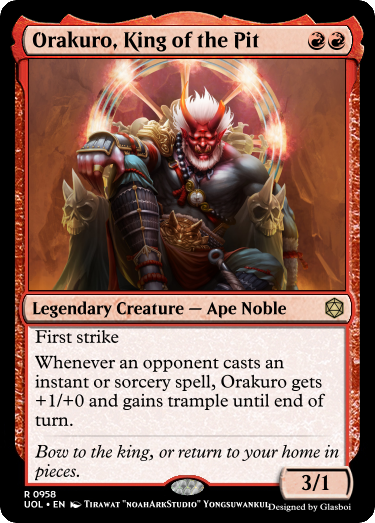 Orakuro, King of the Pit
Legendary Creature — Ape Noble
First strike
Whenever an opponent casts an
instant or sorcery spell, Orakuro gets
+1/+0 and gains trample until end of
turn.
Bow to the king, or return to your home in
pieces.
3/1
R 0958
UOL • EN Tirawat "noahArkStudio" Yongsuwankul
Designed by Glasboi